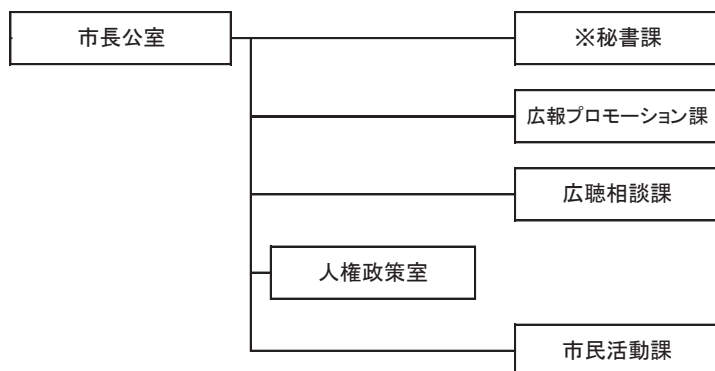 市長公室
※秘書課
広報プロモーション課
広聴相談課
人権政策室
市民活動課